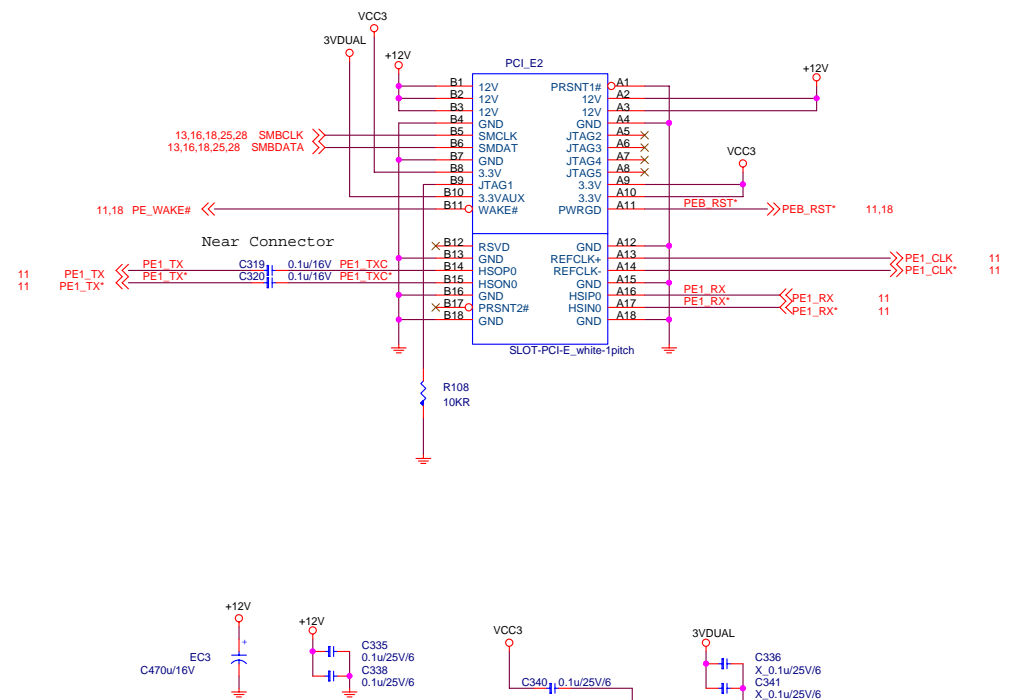 VCC3
3VDUAL
+12V
PCI_E2
+12V
B1 12V PRSNT1# A1
B2 12V 12V A2
B3 12V 12V A3
B4 GND GND A4
13,16,18,25,28 SMBCLK B5 SMCLK JTAG2 A5
13,16,18,25,28 SMBDATA B6 SMDAT JTAG3 A6
B7 GND JTAG4 A7
VCC3
B8 3.3V JTAG5 A8
B9 JTAG1 3.3V A9
B10 3.3VAUX 3.3V A10
11,18 PE_WAKE# B11 WAKE# PWRGD A11 PEB_RST* PEB_RST* 11,18
Near Connector
B12 RSVD GND A12
B13 GND REFCLK+ A13 PE1_CLK 11
11 PE1_TX PE1_TX C319 0.1u/16V PE1_TXC B14 HSOP0 REFCLK- A14 PE1_CLK* 11
11 PE1_TX* PE1_TX* C320 0.1u/16V PE1_TXC* B15 HSON0 GND A15
B16 GND HSIP0 A16 PE1_RX PE1_RX 11
B17 PRSNT2# HSIN0 A17 PE1_RX* PE1_RX* 11
B18 GND GND A18
SLOT-PCI-E_white-1pitch
R108
10KR
+12V
+
EC3
C470u/16V
+12V
C335
0.1u/25V/6
C338
0.1u/25V/6
VCC3
C340 0.1u/25V/6
3VDUAL
C336
X_0.1u/25V/6
C341
X_0.1u/25V/6